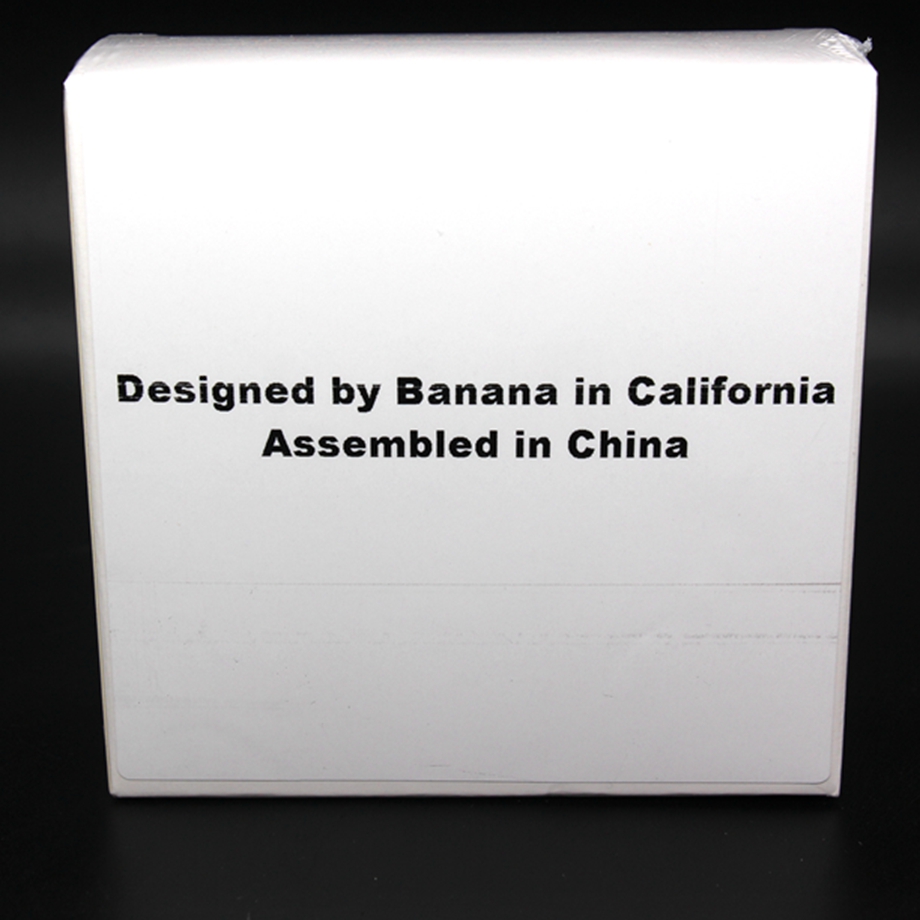 Designed by Banana in California
Assembled in China